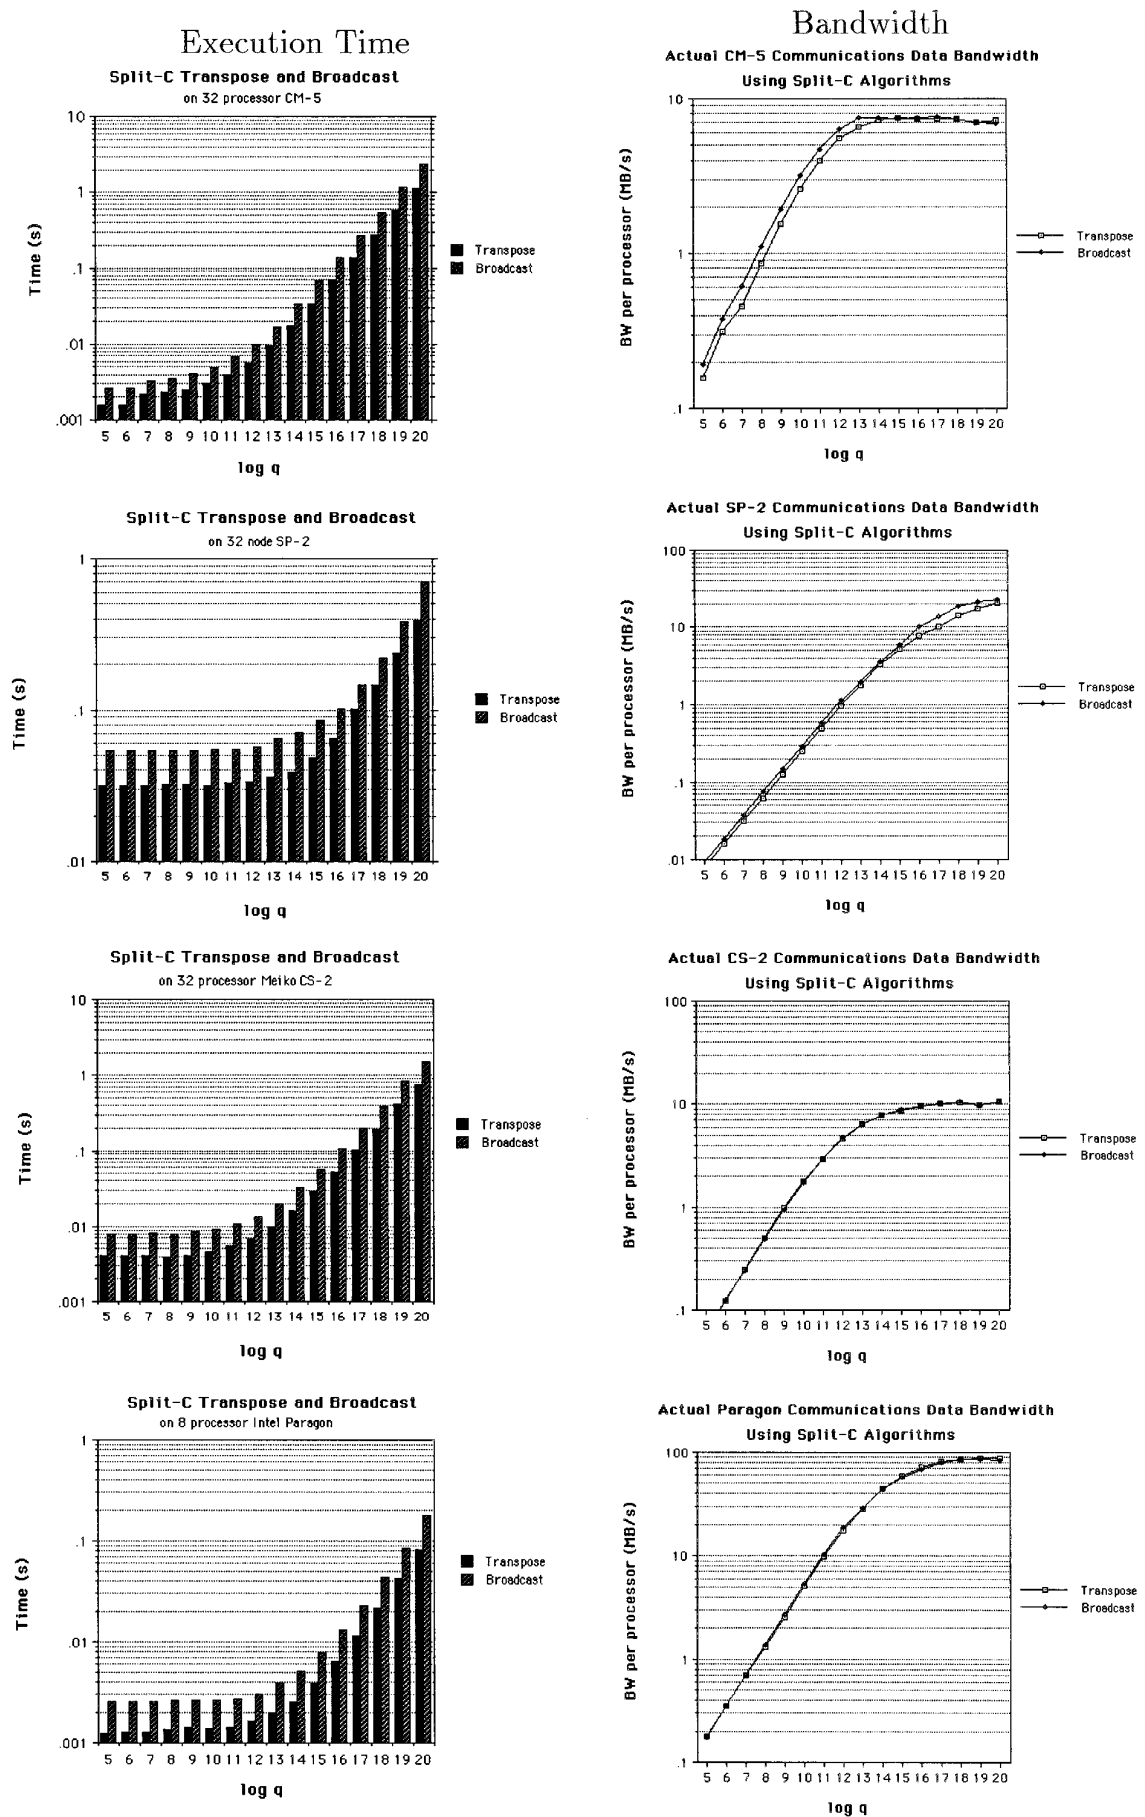 Execution Time
Split-C Transpose and Broadcast
on 32 processor CM-5
10
1
.1
.01
.001
Time (s)
5 6 7 8 9 10 11 12 13 14 15 16 17 18 19 20
log q
Transpose
Broadcast
Bandwidth
Actual CM-5 Communications Data Bandwidth
Using Split-C Algorithms
10
1
.1
BW per processor (MB/s)
5 6 7 8 9 10 11 12 13 14 15 16 17 18 19 20
log q
Transpose
Broadcast
Split-C Transpose and Broadcast
on 32 node SP-2
1
.1
.01
Time (s)
5 6 7 8 9 10 11 12 13 14 15 16 17 18 19 20
log q
Transpose
Broadcast
Actual SP-2 Communications Data Bandwidth
Using Split-C Algorithms
100
10
1
.1
.01
BW per processor (MB/s)
5 6 7 8 9 10 11 12 13 14 15 16 17 18 19 20
log q
Transpose
Broadcast
Split-C Transpose and Broadcast
on 32 processor Meiko CS-2
10
1
.1
.01
.001
Time (s)
5 6 7 8 9 10 11 12 13 14 15 16 17 18 19 20
log q
Transpose
Broadcast
Actual CS-2 Communications Data Bandwidth
Using Split-C Algorithms
100
10
1
.1
BW per processor (MB/s)
5 6 7 8 9 10 11 12 13 14 15 16 17 18 19 20
log q
Transpose
Broadcast
Split-C Transpose and Broadcast
on 8 processor Intel Paragon
1
.1
.01
.001
Time (s)
5 6 7 8 9 10 11 12 13 14 15 16 17 18 19 20
log q
Transpose
Broadcast
Actual Paragon Communications Data Bandwidth
Using Split-C Algorithms
100
10
1
.1
BW per processor (MB/s)
5 6 7 8 9 10 11 12 13 14 15 16 17 18 19 20
log q
Transpose
Broadcast